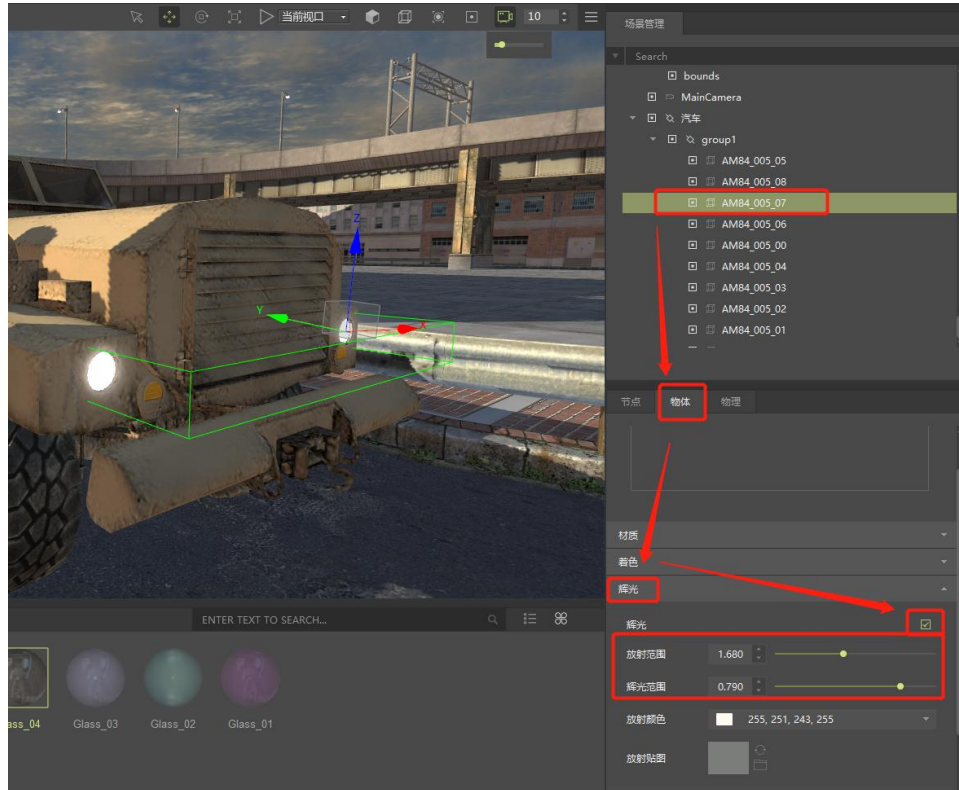 当前视口
10
场景管理
Search
bounds
MainCamera
汽车
group1
AM84_005_05
AM84_005_08
AM84_005_07
AM84_005_06
AM84_005_00
AM84_005_04
AM84_005_03
AM84_005_02
AM84_005_01
Z
Y
X
节点 物体 物理
材质
着色
辉光
辉光
放射范围 1.680
辉光范围 0.790
放射颜色 255, 251, 243, 255
放射贴图
ENTER TEXT TO SEARCH...
ass_04 Glass_03 Glass_02 Glass_01